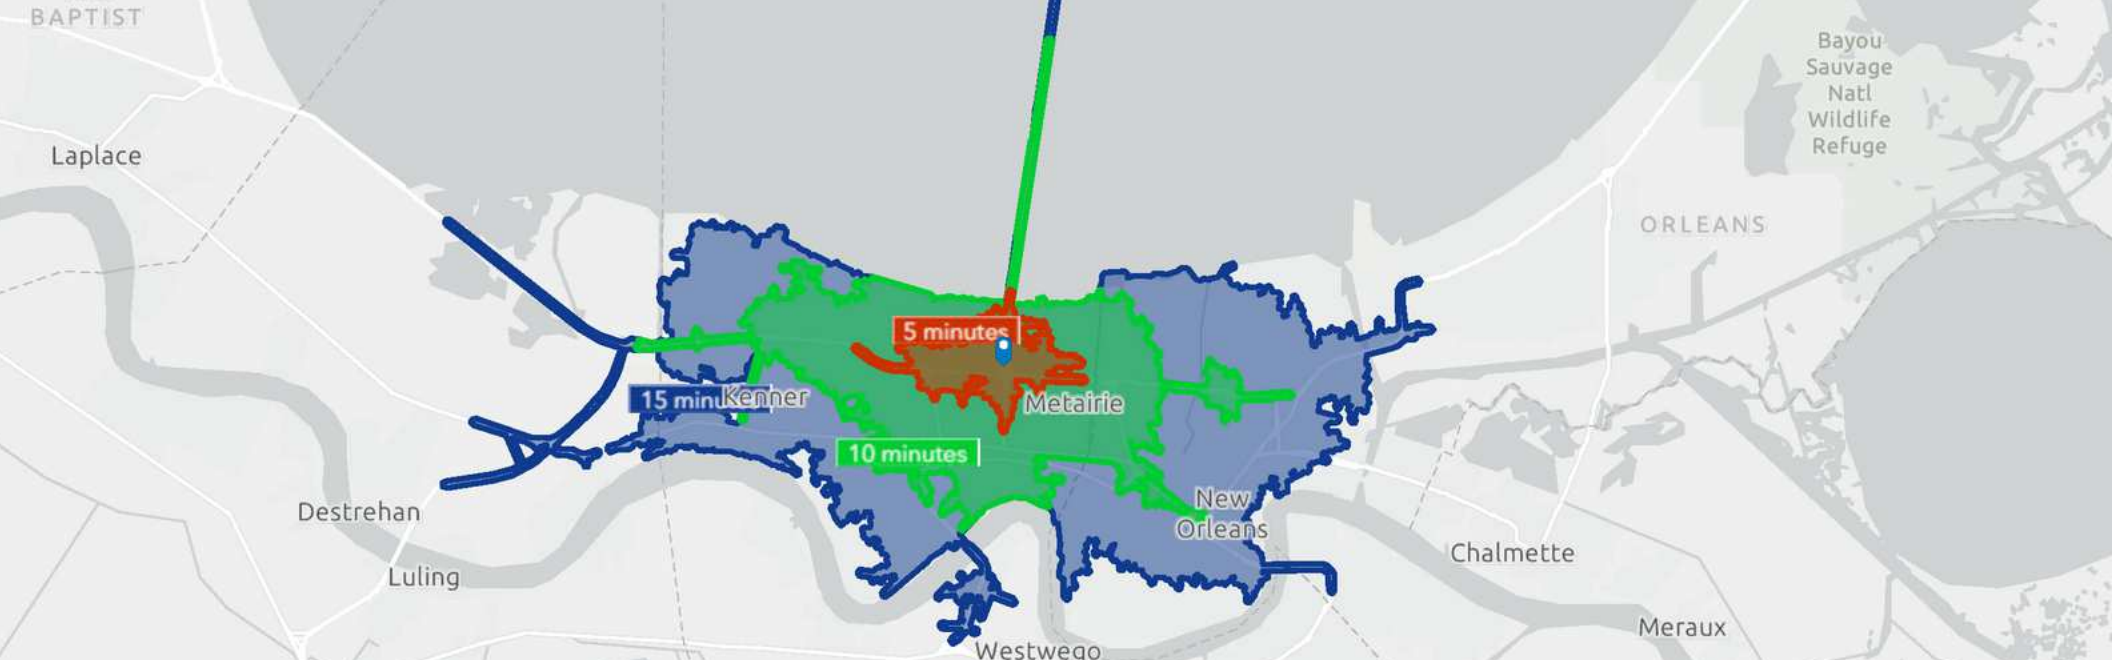 BAPTIST
Bayou
Sauvage
Natl
Wildlife
Refuge
Laplace
ORLEANS
5 minutes
15 minu
Kenner
Metairie
10 minutes
New
Orleans
Destrehan
Chalmette
Luling
Meraux
Westwego